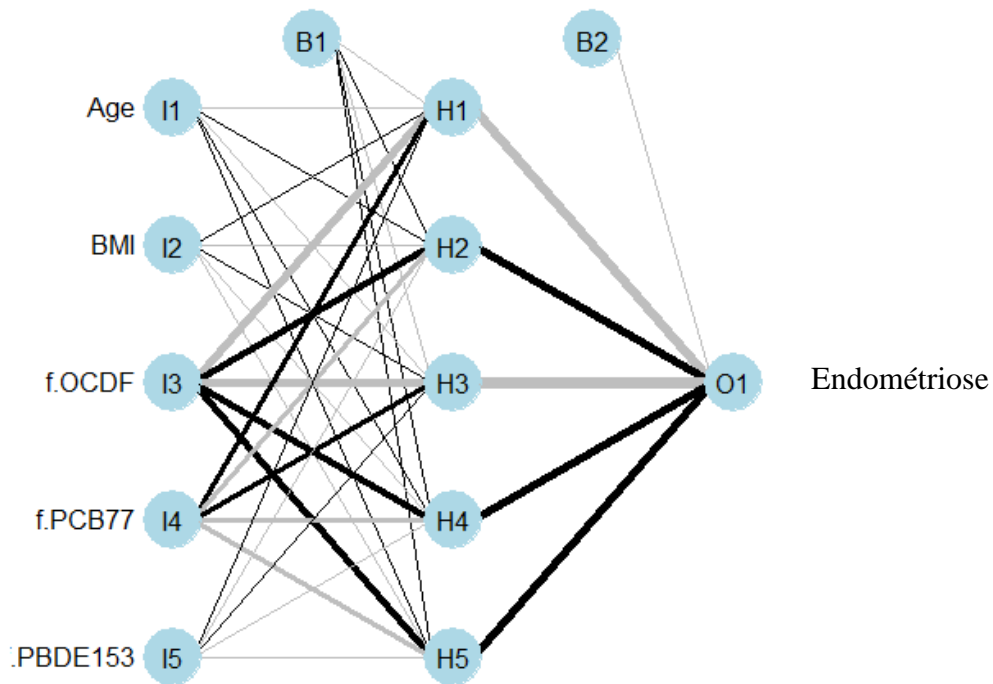 B1 B2
Age I1 H1
BMI I2 H2
f.OCDF I3 H3 O1 Endométriose
f.PCB77 I4 H4
.PBDE153 I5 H5